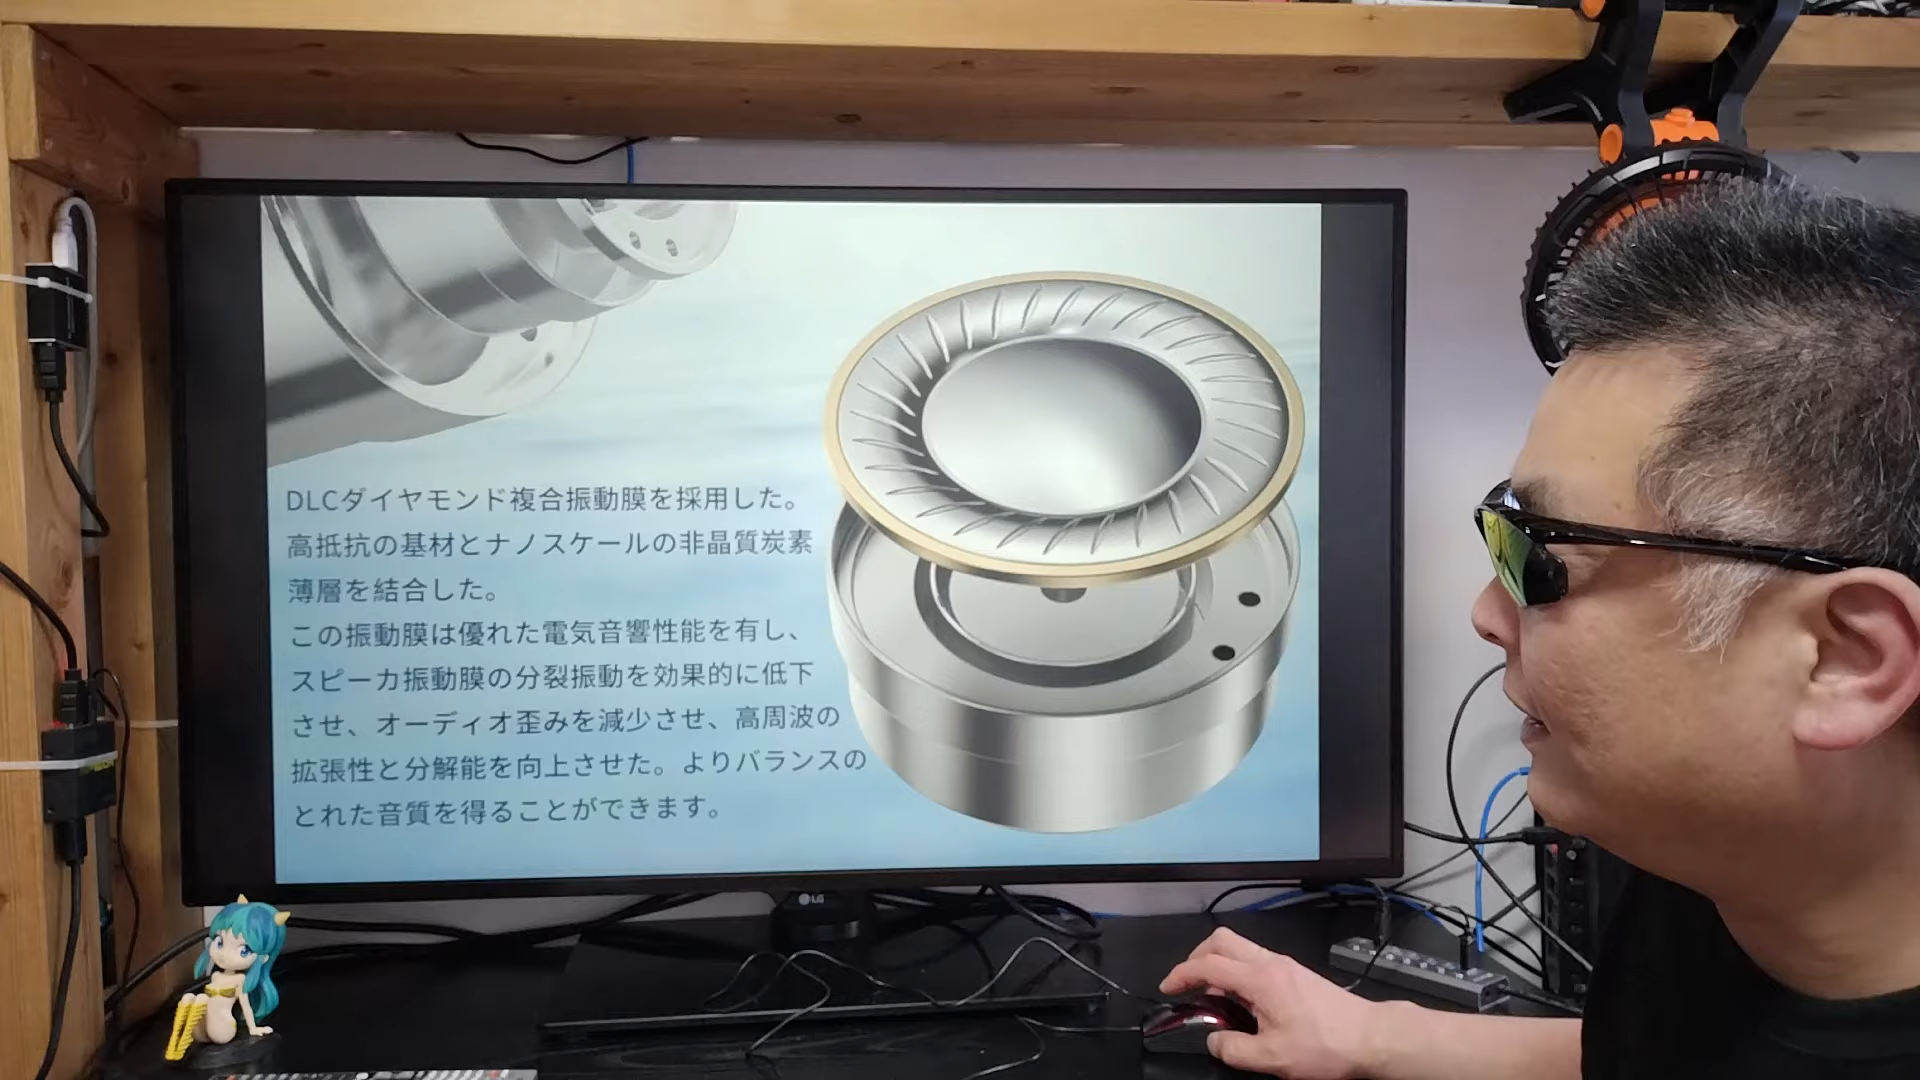 DLCダイヤモンド複合振動膜を採用した。
高抵抗の基材とナノスケールの非晶質炭素
薄層を結合した。
この振動膜は優れた電気音響性能を有し、
スピーカ振動膜の分裂振動を効果的に低下
させ、オーディオ歪みを減少させ、高周波の
拡張性と分解能を向上させた。よりバランスの
とれた音質を得ることができます。
LG